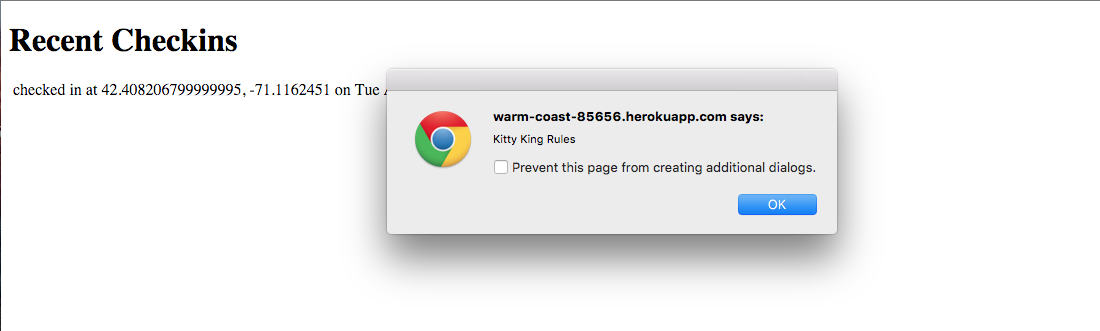 Recent Checkins
checked in at 42.408206799999995, -71.1162451 on Tue
warm-coast-85656.herokuapp.com says:
Kitty King Rules
Prevent this page from creating additional dialogs.
OK